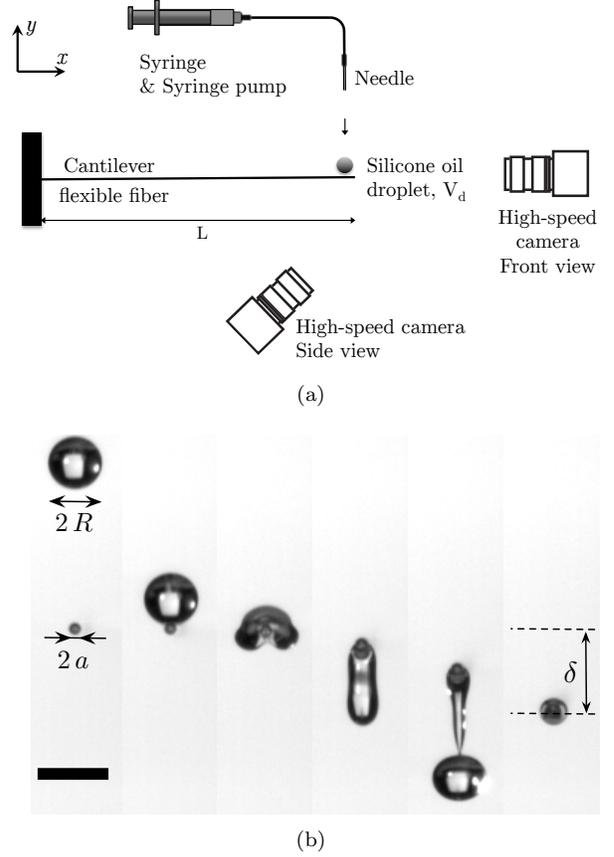 y
x
Syringe
& Syringe pump
Needle
Cantilever
flexible fiber
Silicone oil
droplet, V_d
L
High-speed
camera
Front view
High-speed camera
Side view
(a)
2 R
2 a
δ
(b)